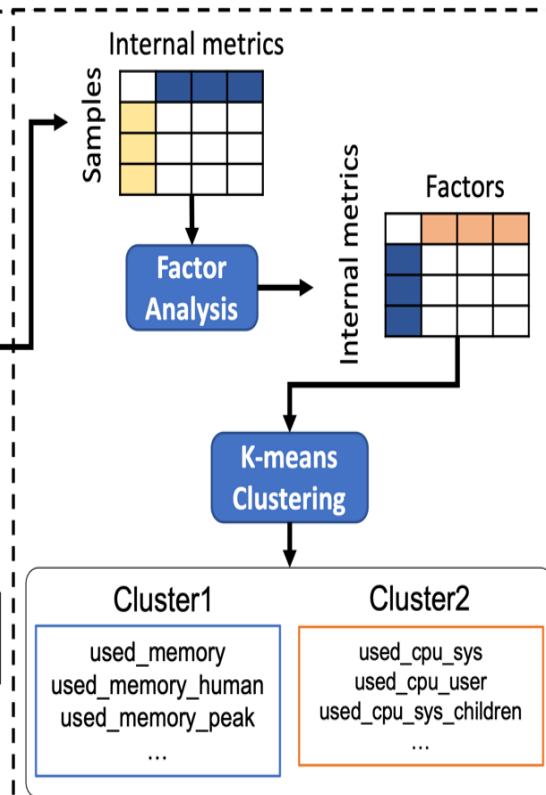 Internal metrics
Samples
Factor
Analysis
Internal metrics
Factors
K-means
Clustering
Cluster1
used_memory
used_memory_human
used_memory_peak
...
Cluster2
used_cpu_sys
used_cpu_user
used_cpu_sys_children
...